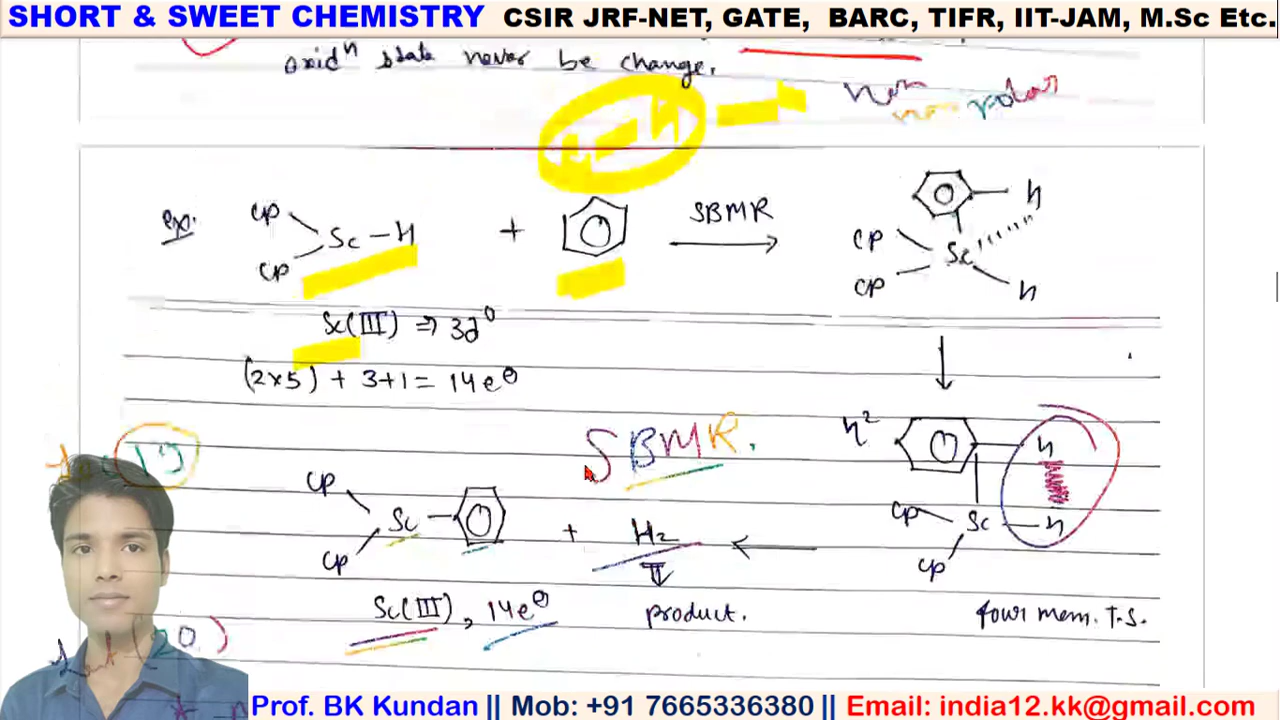 SHORT & SWEET CHEMISTRY CSIR JRF-NET, GATE, BARC, TIFR, IIT-JAM, M.Sc Etc.
oxidⁿ state never be change.
non polar
ex.
CP
CP
Sc - H
+
SBMR
H
CP
CP
Sc
H
Sc(III) ⇒ 3d⁰
(2x5) + 3+1 = 14e⊖
SBMR.
η²
H
CP
Sc
H
CP
CP
Sc
CP
+ H₂
Sc(III), 14e⊖
product.
four mem. T.S.
Prof. BK Kundan || Mob: +91 7665336380 || Email: india12.kk@gmail.com